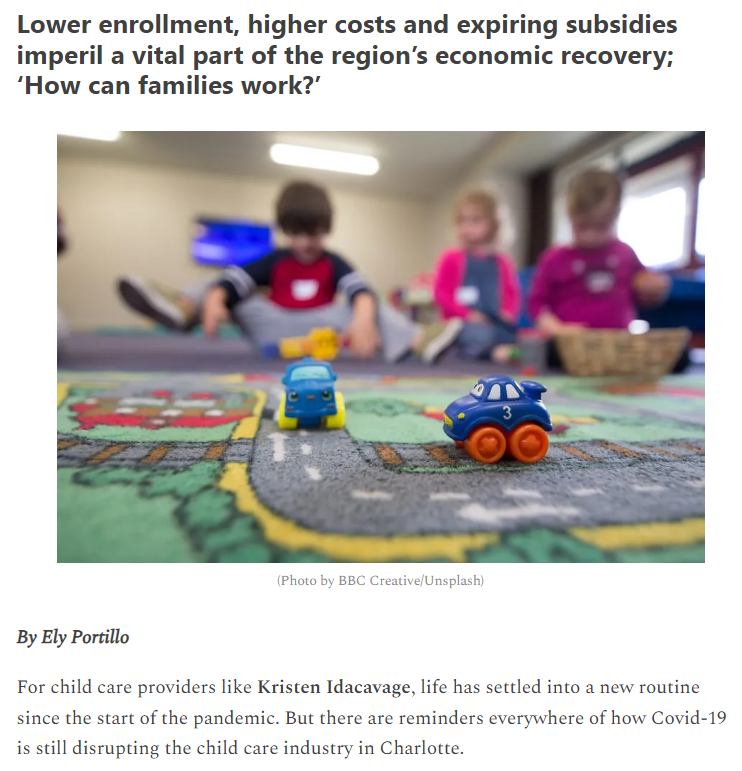 Lower enrollment, higher costs and expiring subsidies
imperil a vital part of the region’s economic recovery;
‘How can families work?’
3
(Photo by BBC Creative/Unsplash)
By Ely Portillo
For child care providers like Kristen Idacavage, life has settled into a new routine
since the start of the pandemic. But there are reminders everywhere of how Covid-19
is still disrupting the child care industry in Charlotte.